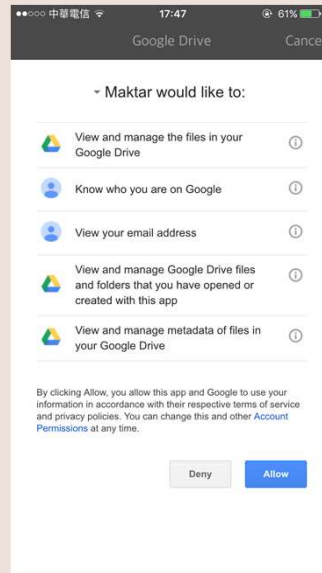 中華電信 17:47 61%
Google Drive Cance
Maktar would like to:
View and manage the files in your
Google Drive
Know who you are on Google
View your email address
View and manage Google Drive files
and folders that you have opened or
created with this app
View and manage metadata of files in
your Google Drive
By clicking Allow, you allow this app and Google to use your
information in accordance with their respective terms of service
and privacy policies. You can change this and other Account
Permissions at any time.
Deny Allow